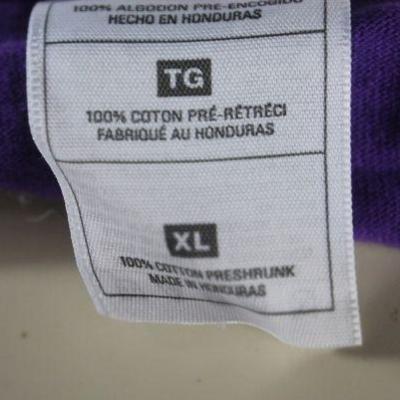 100% ALGODON PRE-ENCOGIDO
HECHO EN HONDURAS
TG
100% COTON PRÉ-RÉTRÉCI
FABRIQUÉ AU HONDURAS
XL
100% COTTON PRESHRUNK
MADE IN HONDURAS